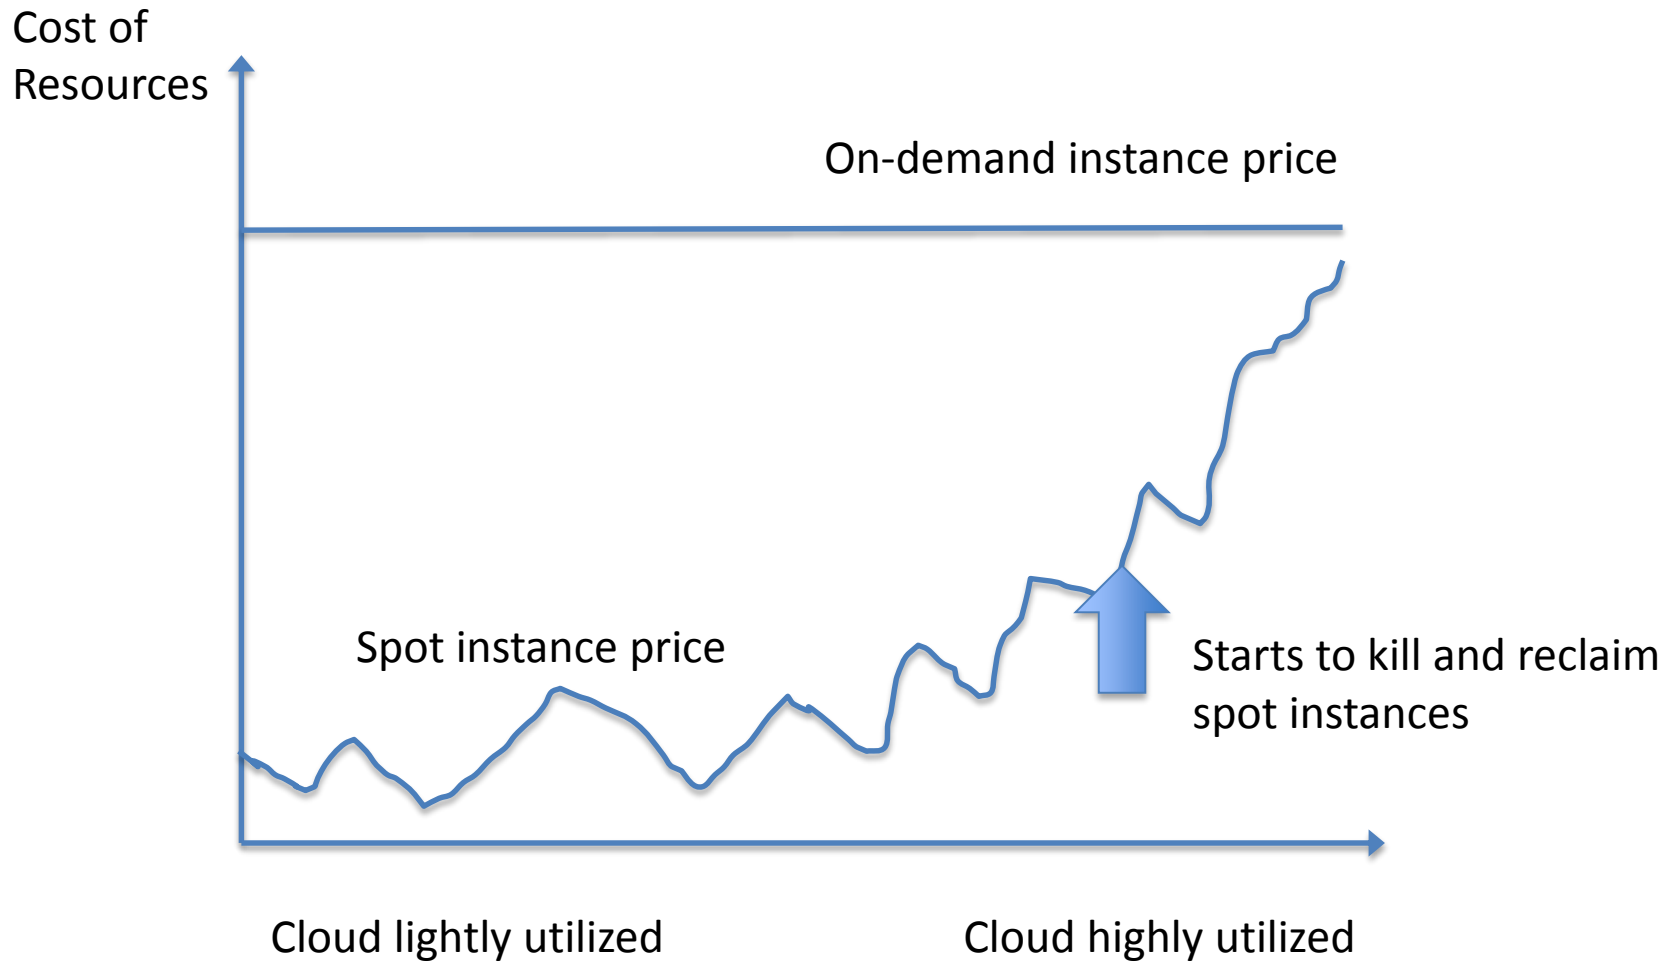 Cost of
Resources
On-demand instance price
Spot instance price
Starts to kill and reclaim
spot instances
Cloud lightly utilized
Cloud highly utilized